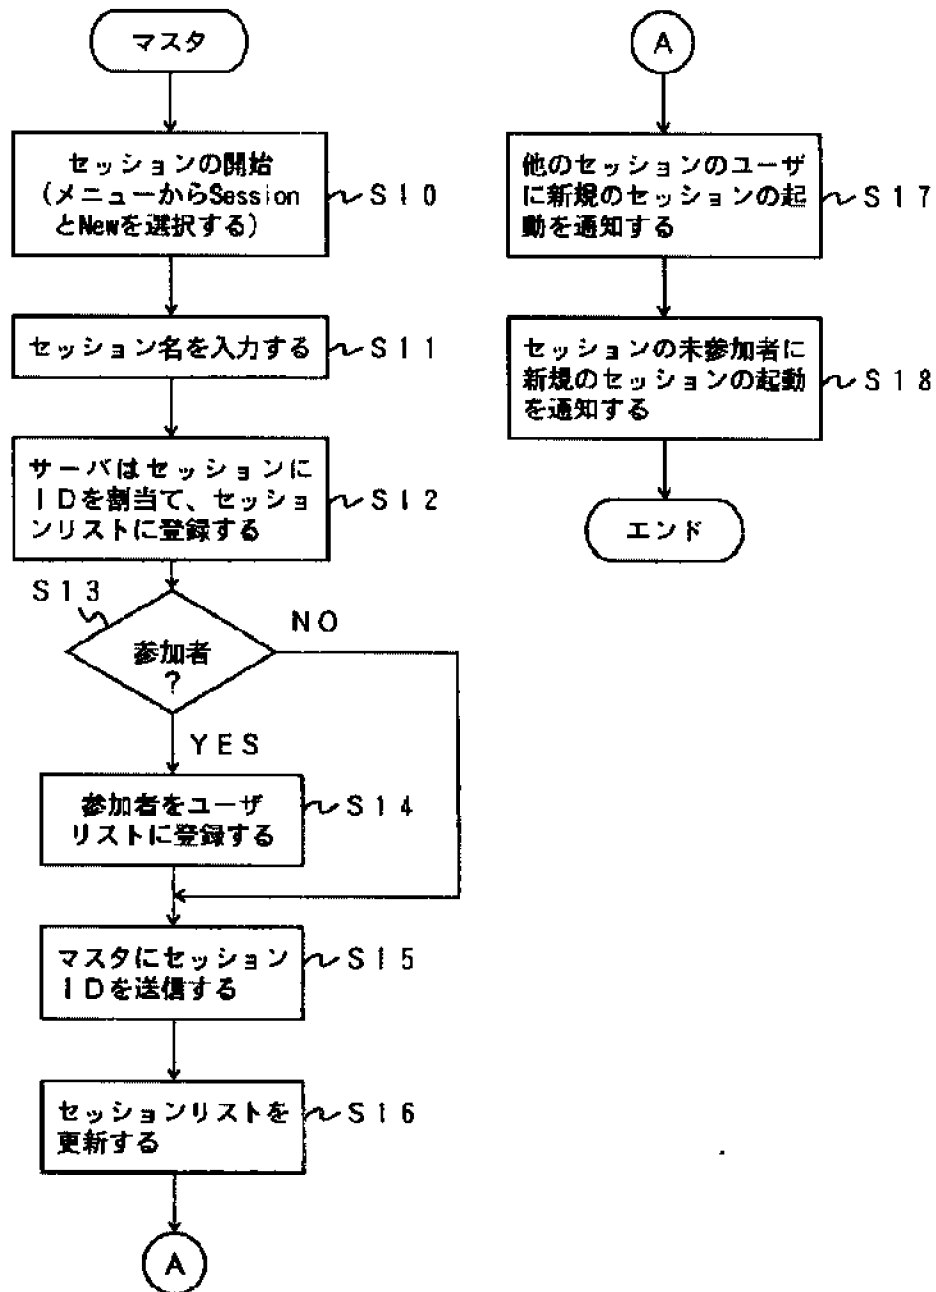 マスタ
セッションの開始
(メニューからSession
とNewを選択する)
S10
セッション名を入力する
S11
サーバはセッションに
IDを割当て、セッショ
ンリストに登録する
S12
S13
参加者
?
NO
YES
参加者をユーザ
リストに登録する
S14
マスタにセッション
IDを送信する
S15
セッションリストを
更新する
S16
A
A
他のセッションのユーザ
に新規のセッションの起
動を通知する
S17
セッションの未参加者に
新規のセッションの起動
を通知する
S18
エンド